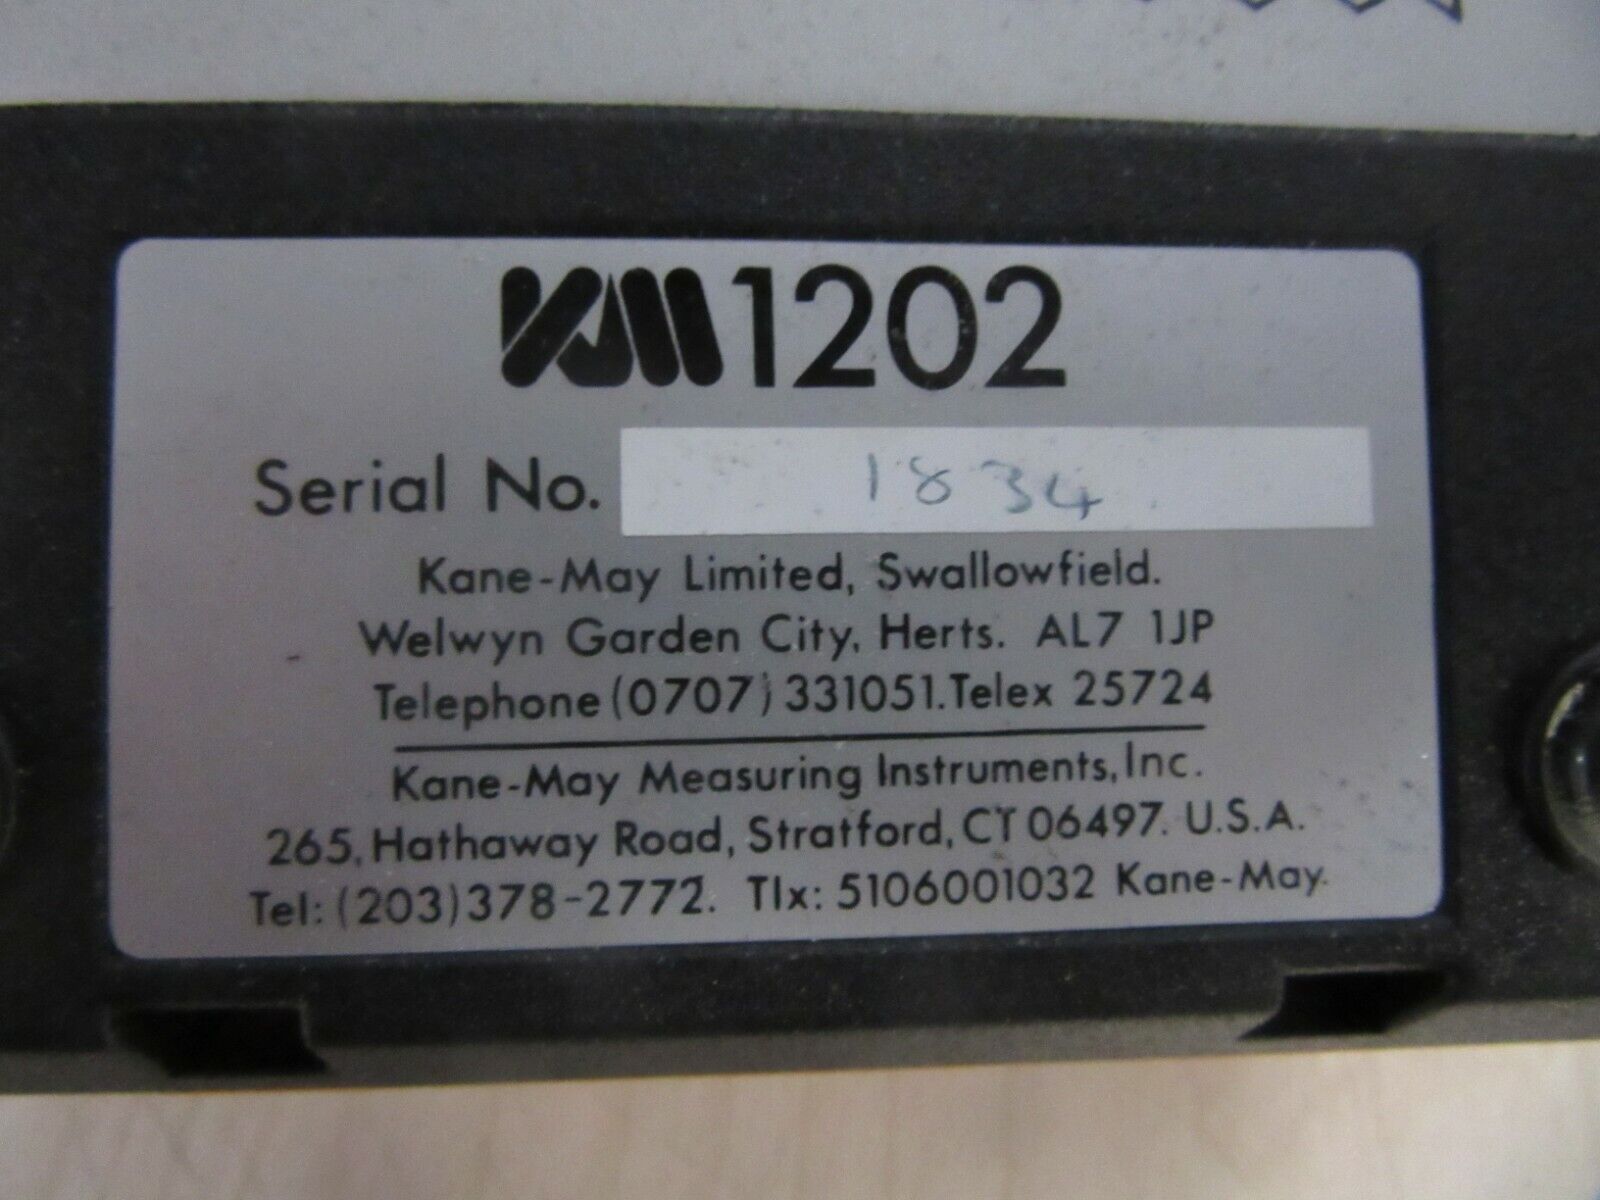 KM1202
Serial No. 1834
Kane-May Limited, Swallowfield.
Welwyn Garden City, Herts. AL7 1JP
Telephone (0707) 331051. Telex 25724
Kane-May Measuring Instruments, Inc.
265, Hathaway Road, Stratford, CT 06497. U.S.A.
Tel: (203) 378-2772. Tlx: 5106001032 Kane-May.